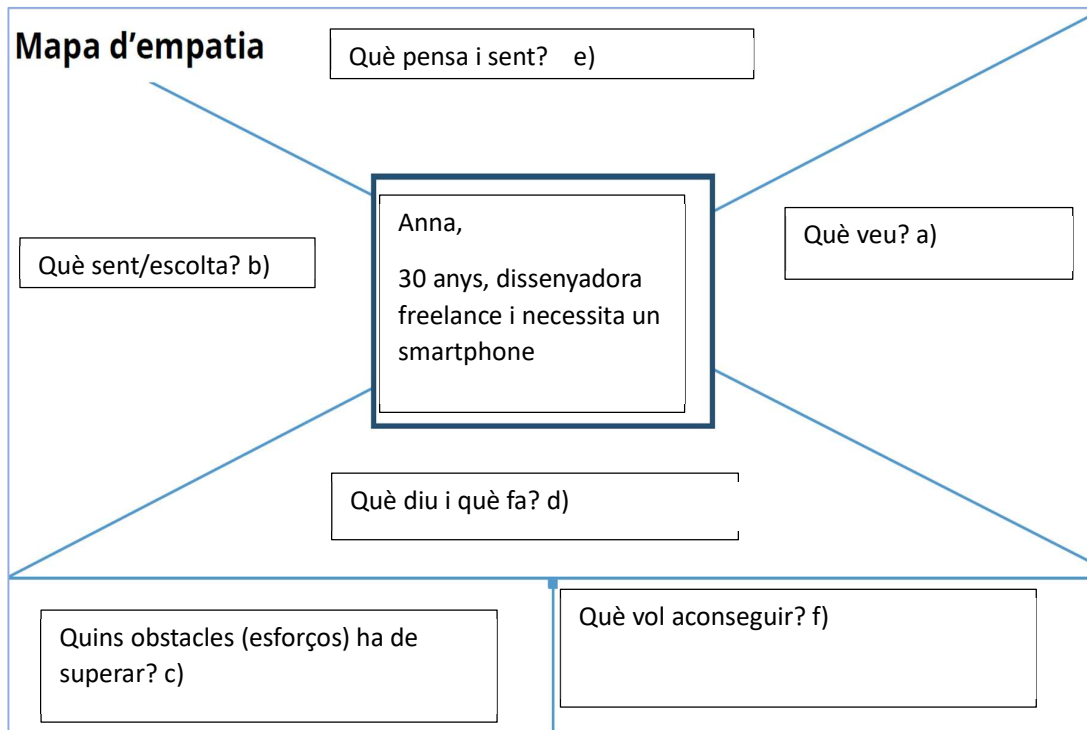 Mapa d'empatia
Què pensa i sent? e)
Què sent/escolta? b)
Anna,
30 anys, dissenyadora
freelance i necessita un
smartphone
Què veu? a)
Què diu i què fa? d)
Quins obstacles (esforços) ha de
superar? c)
Què vol aconseguir? f)